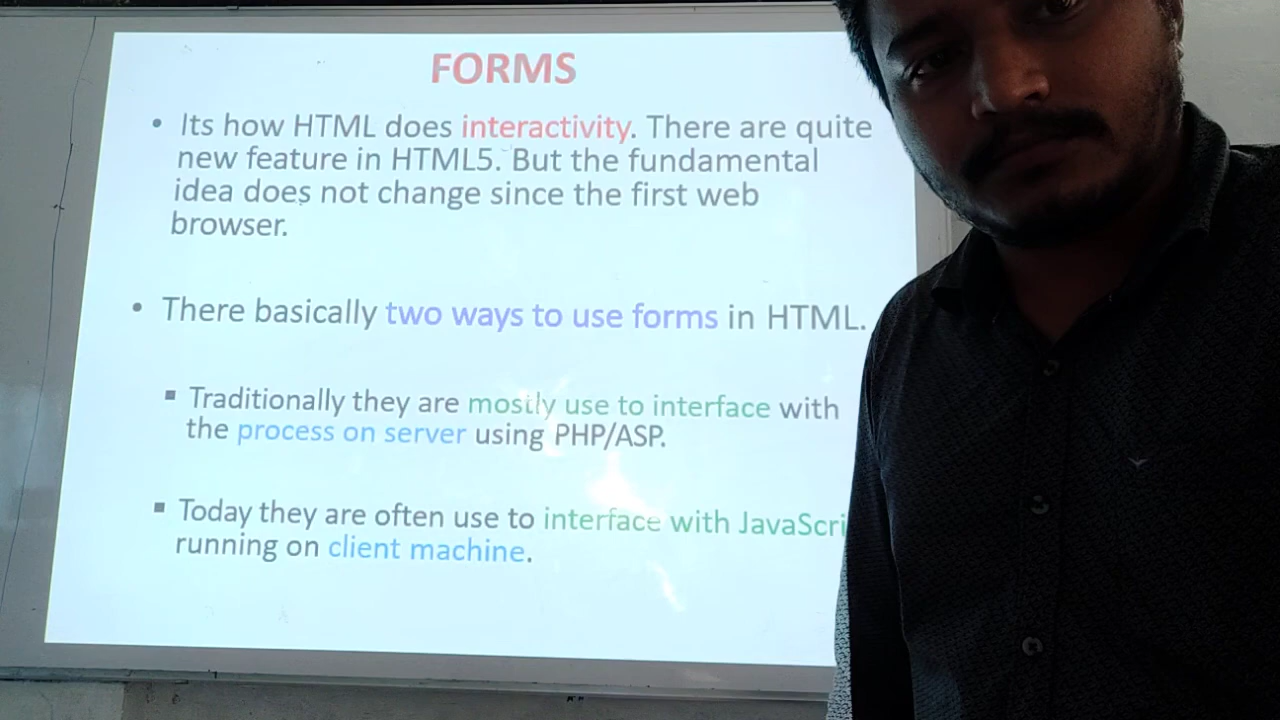 FORMS
• Its how HTML does interactivity. There are quite
new feature in HTML5. But the fundamental
idea does not change since the first web
browser.
• There basically two ways to use forms in HTML.
▪ Traditionally they are mostly use to interface with
the process on server using PHP/ASP.
▪ Today they are often use to interface with JavaScri
running on client machine.